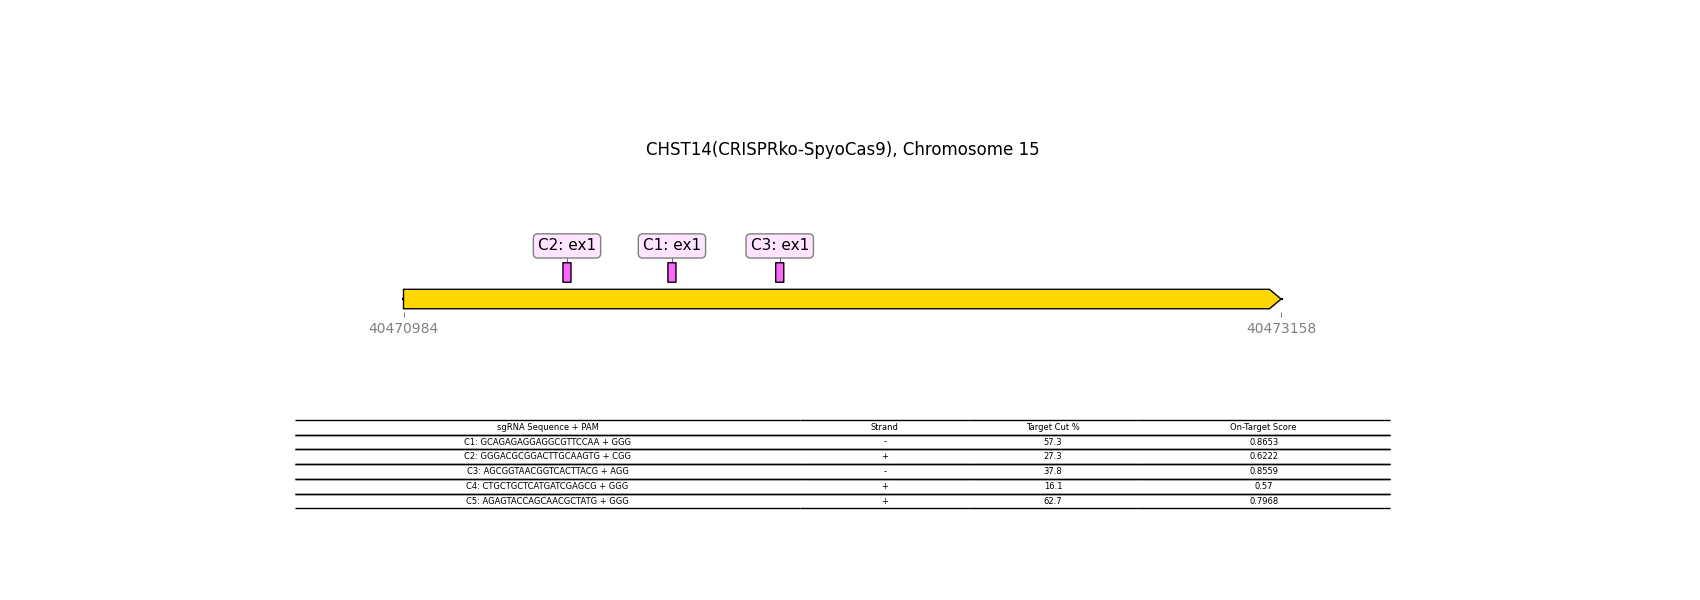 CHST14(CRISPRko-SpyoCas9), Chromosome 15
C2: ex1 C1: ex1 C3: ex1
40470984 40473158
sgRNA Sequence + PAM Strand Target Cut % On-Target Score
C1: GCAGAGAGGAGGCGTTCCAA + GGG - 57.3 0.8653
C2: GGGACGCGGACTTGCAAGTG + CGG + 27.3 0.6222
C3: AGCGGTAACGGTCACTTACG + AGG - 37.8 0.8559
C4: CTGCTGCTCATGATCGAGCG + GGG + 16.1 0.57
C5: AGAGTACCAGCAACGCTATG + GGG + 62.7 0.7968